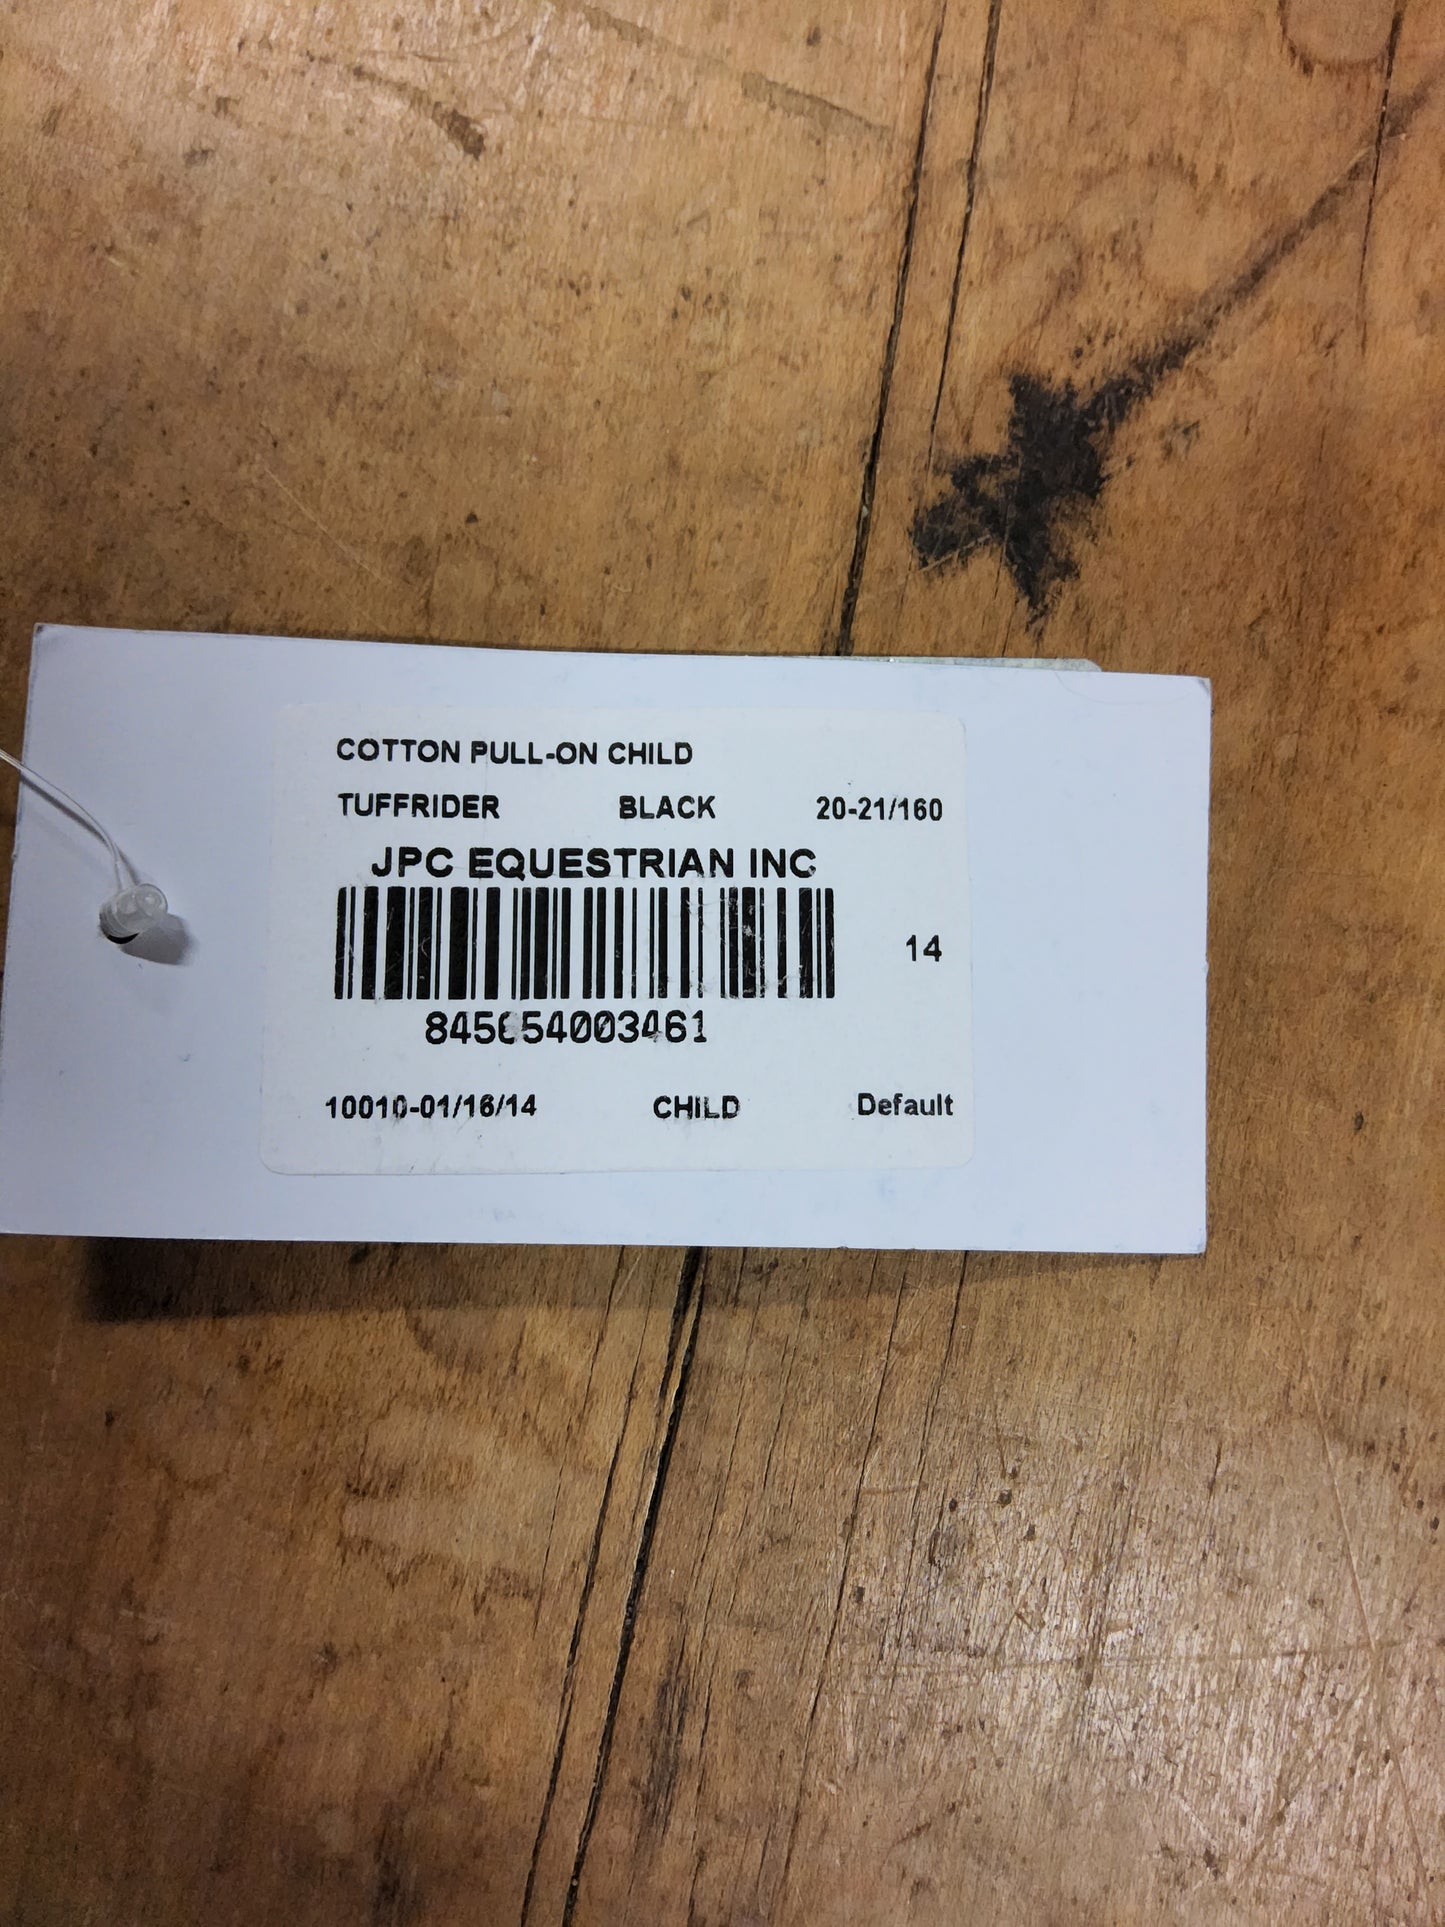 COTTON PULL-ON CHILD
TUFFRIDER BLACK 20-21/160
JPC EQUESTRIAN INC
14
845654003461
10010-01/16/14 CHILD Default